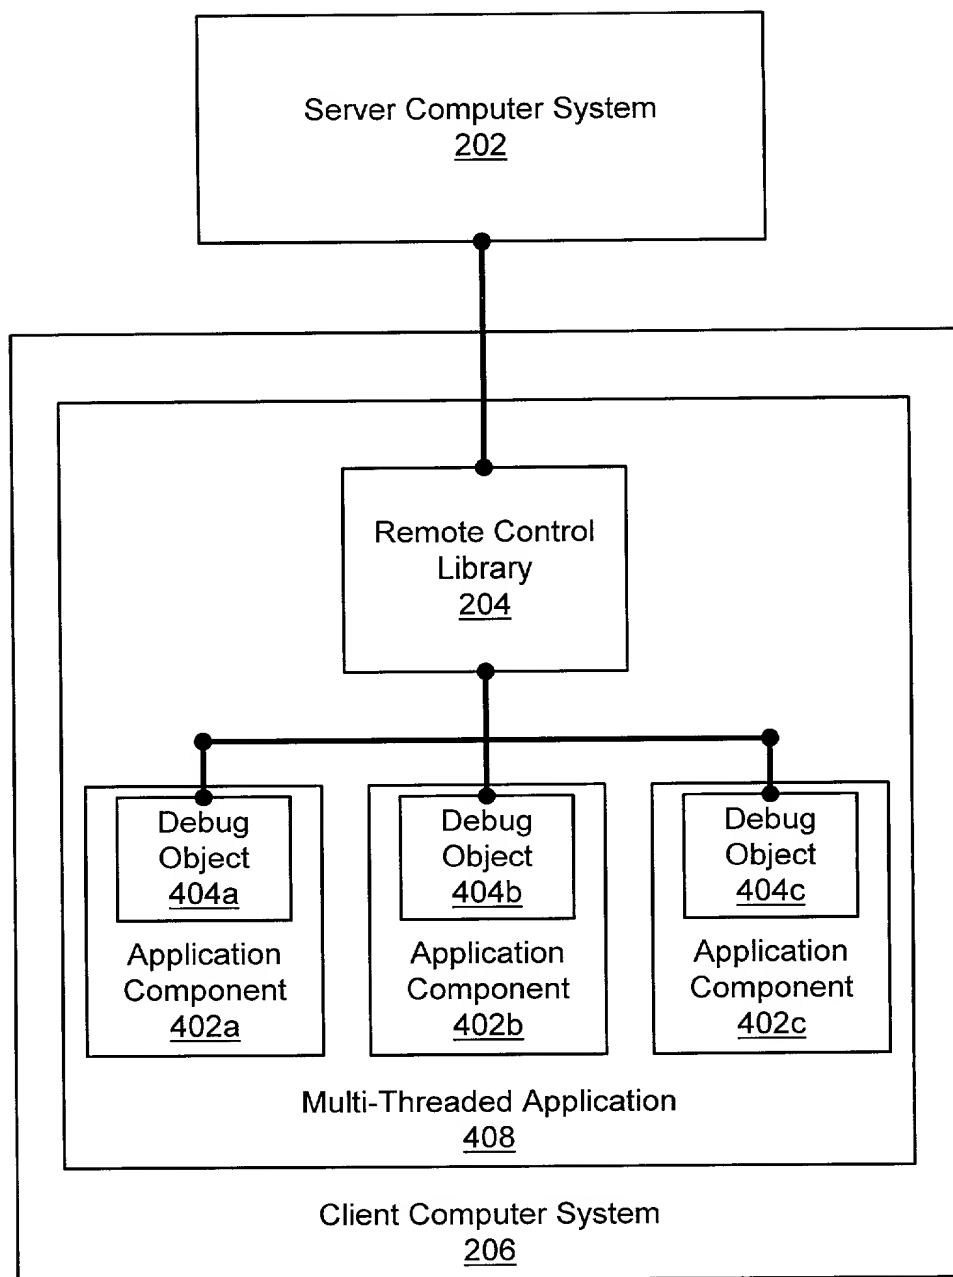 Server Computer System
202
Remote Control
Library
204
Debug
Object
404a
Application
Component
402a
Debug
Object
404b
Application
Component
402b
Debug
Object
404c
Application
Component
402c
Multi-Threaded Application
408
Client Computer System
206